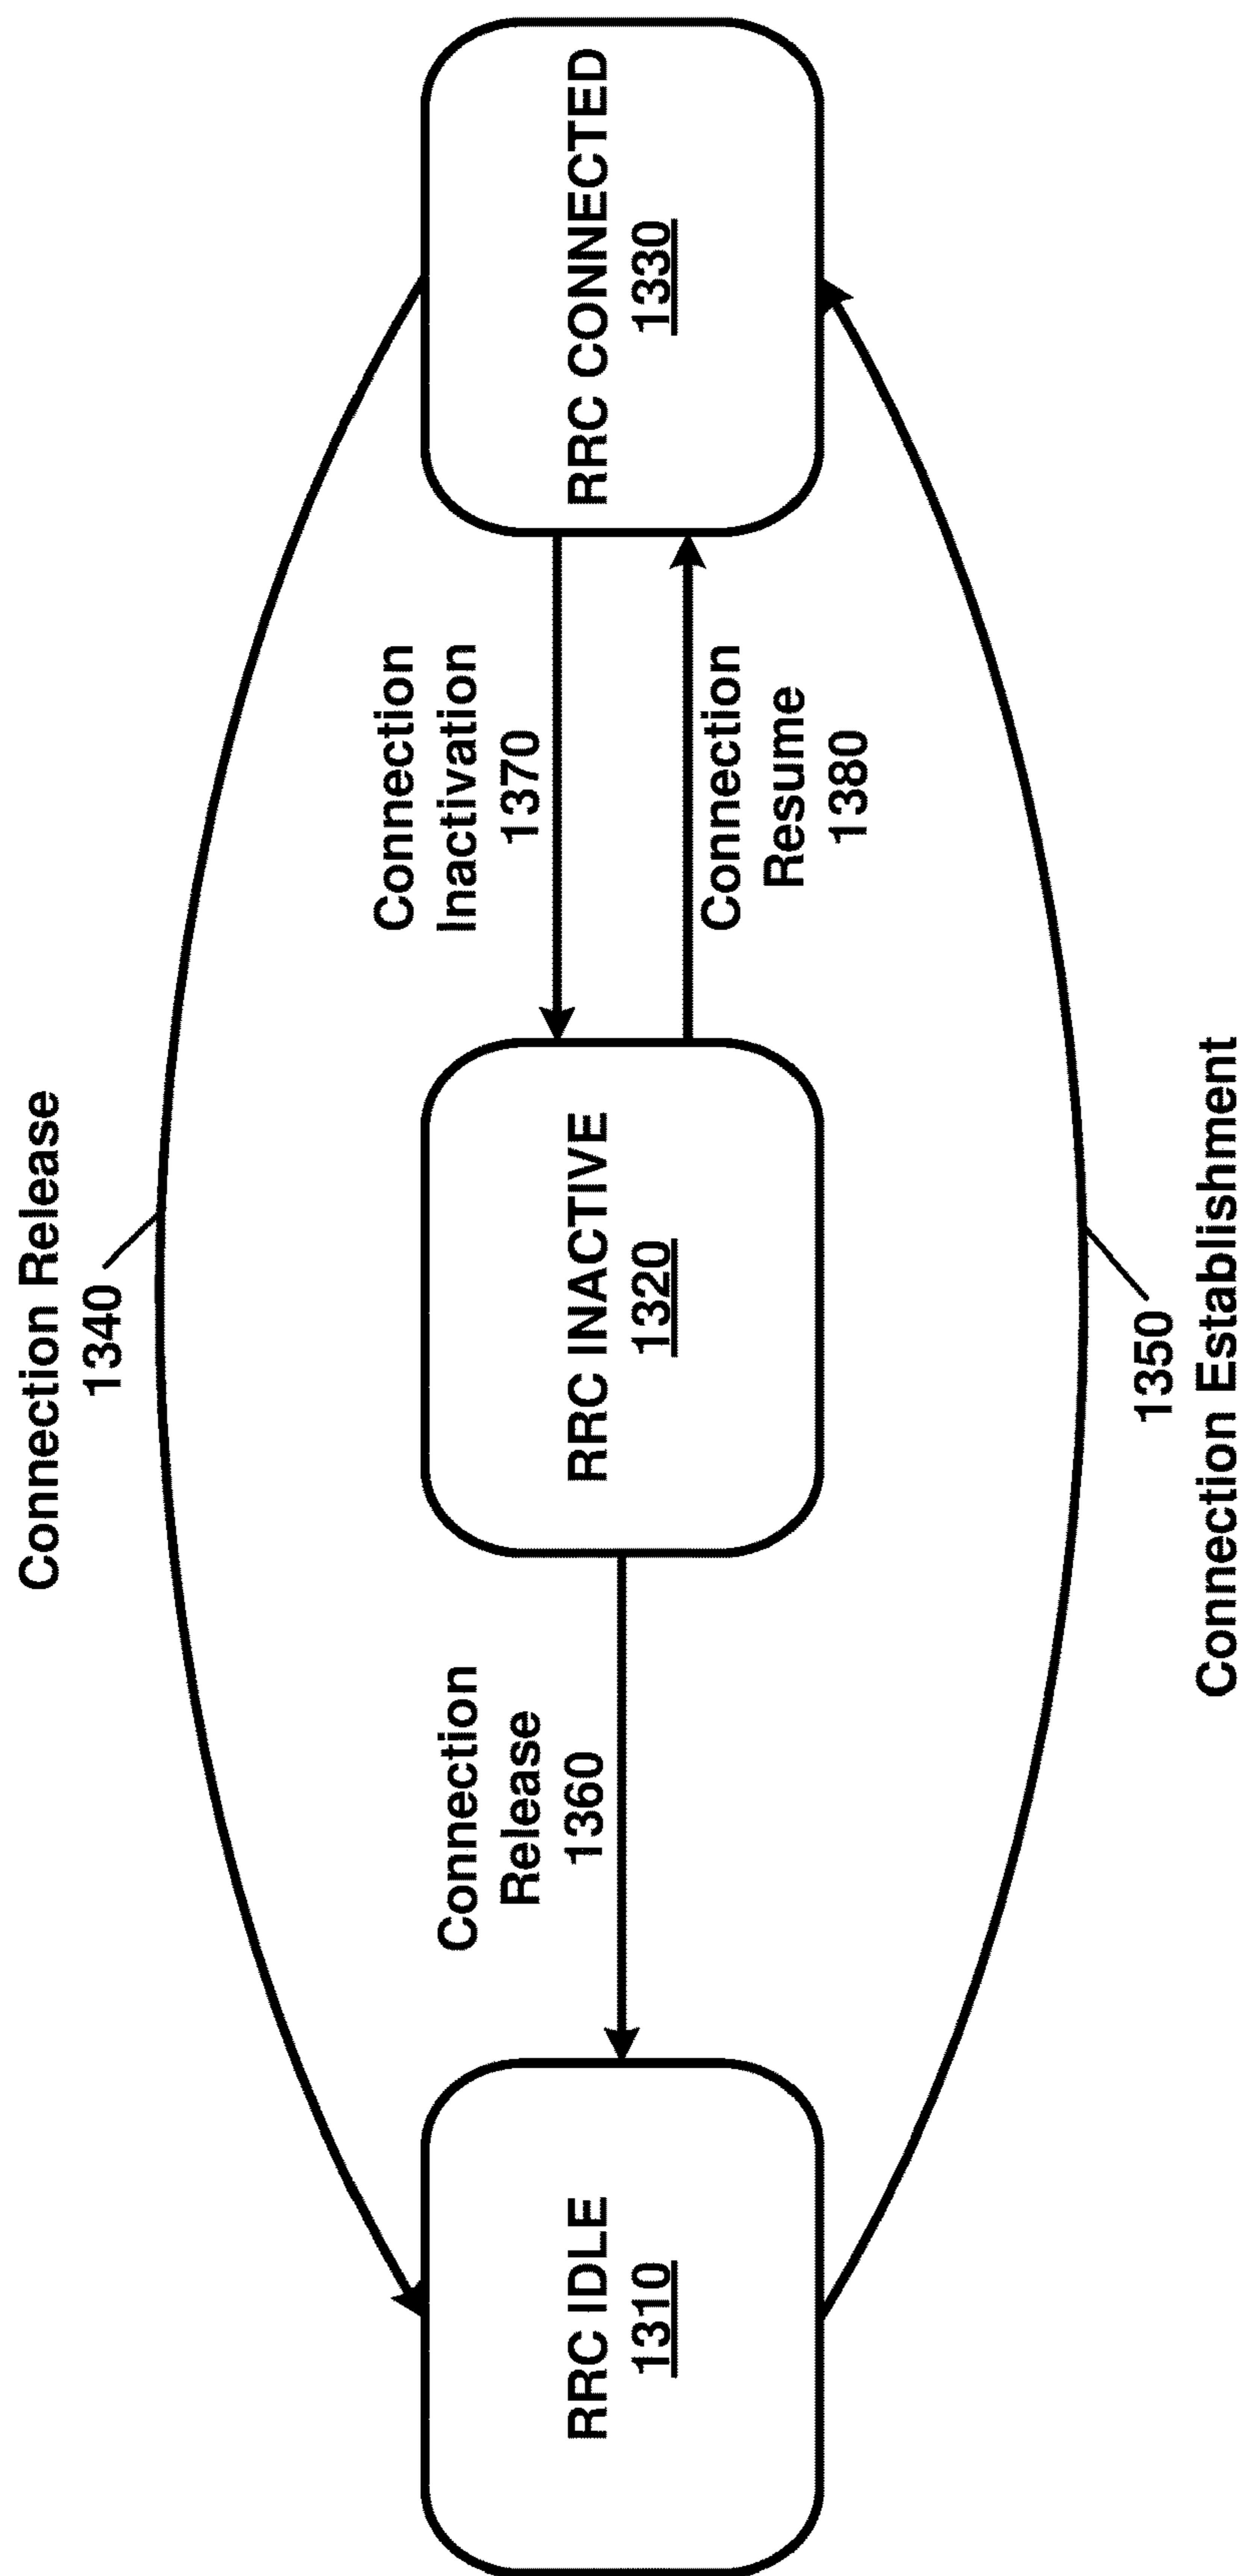 Connection Release
1340
RRC IDLE
1310
Connection
Release
1360
RRC INACTIVE
1320
Connection
Inactivation
1370
Connection
Resume
1380
RRC CONNECTED
1330
1350
Connection Establishment